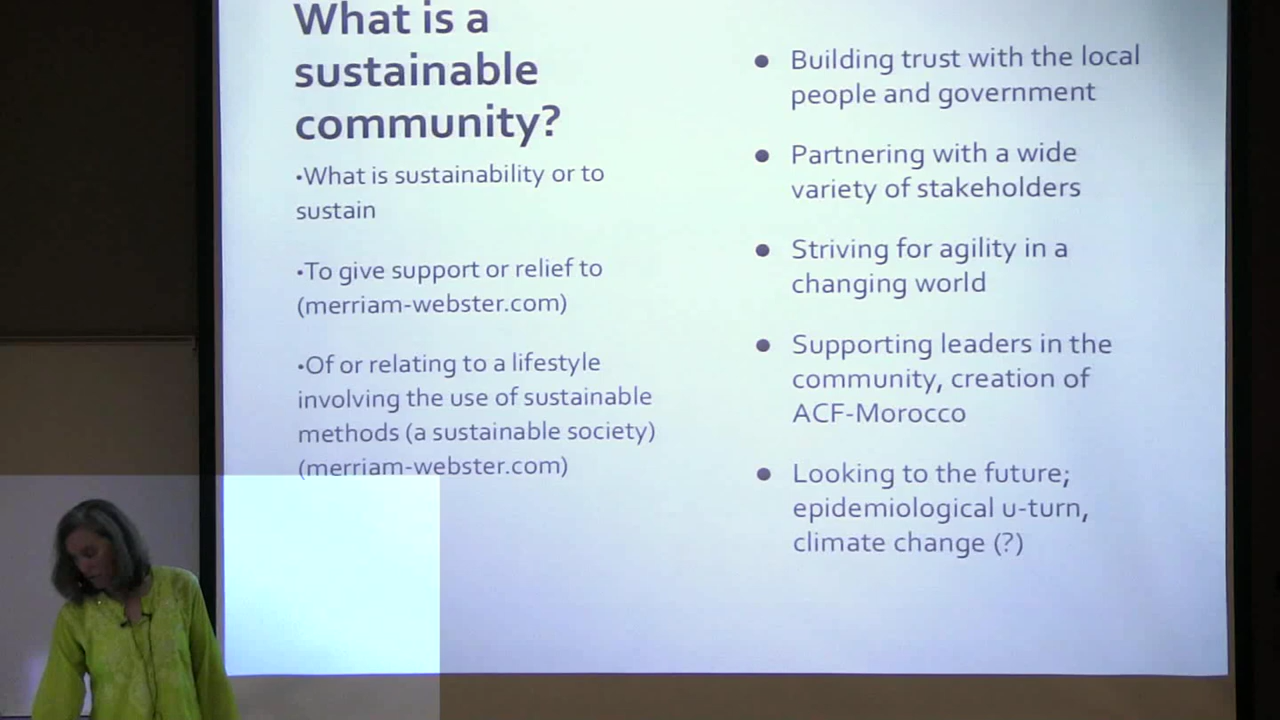 What is a
sustainable
community?
•What is sustainability or to
sustain
•To give support or relief to
(merriam-webster.com)
•Of or relating to a lifestyle
involving the use of sustainable
methods (a sustainable society)
(merriam-webster.com)
● Building trust with the local
people and government
● Partnering with a wide
variety of stakeholders
● Striving for agility in a
changing world
● Supporting leaders in the
community, creation of
ACF-Morocco
● Looking to the future;
epidemiological u-turn,
climate change (?)